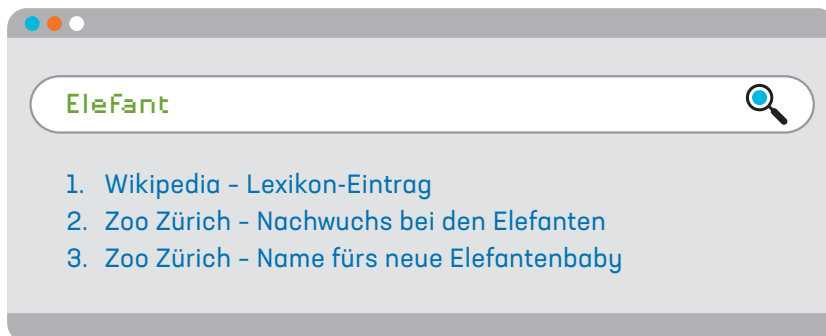 Elefant
1. Wikipedia – Lexikon-Eintrag
2. Zoo Zürich – Nachwuchs bei den Elefanten
3. Zoo Zürich – Name fürs neue Elefantenbaby